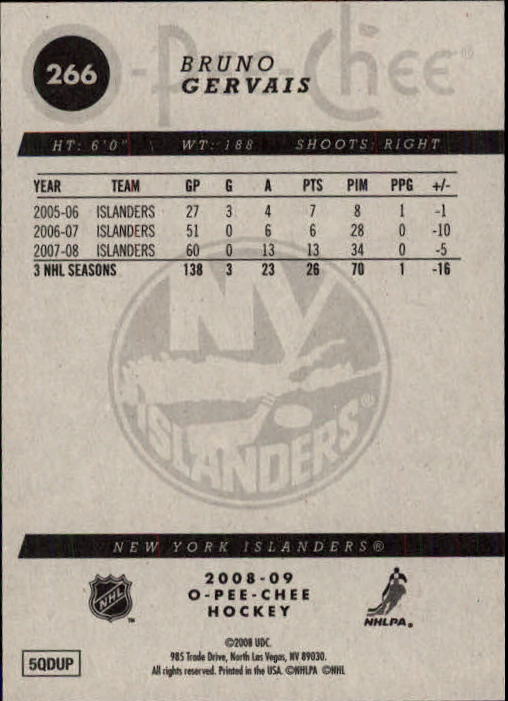 O-Pee-Chee®
266
BRUNO
GERVAIS
HT: 6'0" \ WT: 188 SHOOTS: RIGHT
YEAR TEAM GP G A PTS PIM PPG +/-
2005-06 ISLANDERS 27 3 4 7 8 1 -1
2006-07 ISLANDERS 51 0 6 6 28 0 -10
2007-08 ISLANDERS 60 0 13 13 34 0 -5
3 NHL SEASONS 138 3 23 26 70 1 -16
NY
ISLANDERS®
NEW YORK ISLANDERS®
NHL™
2008-09
O-PEE-CHEE
HOCKEY
NHLPA®
5QDUP
©2008 UDC.
985 Trade Drive, North Las Vegas, NV 89030.
All rights reserved. Printed in the USA. ©NHLPA ©NHL